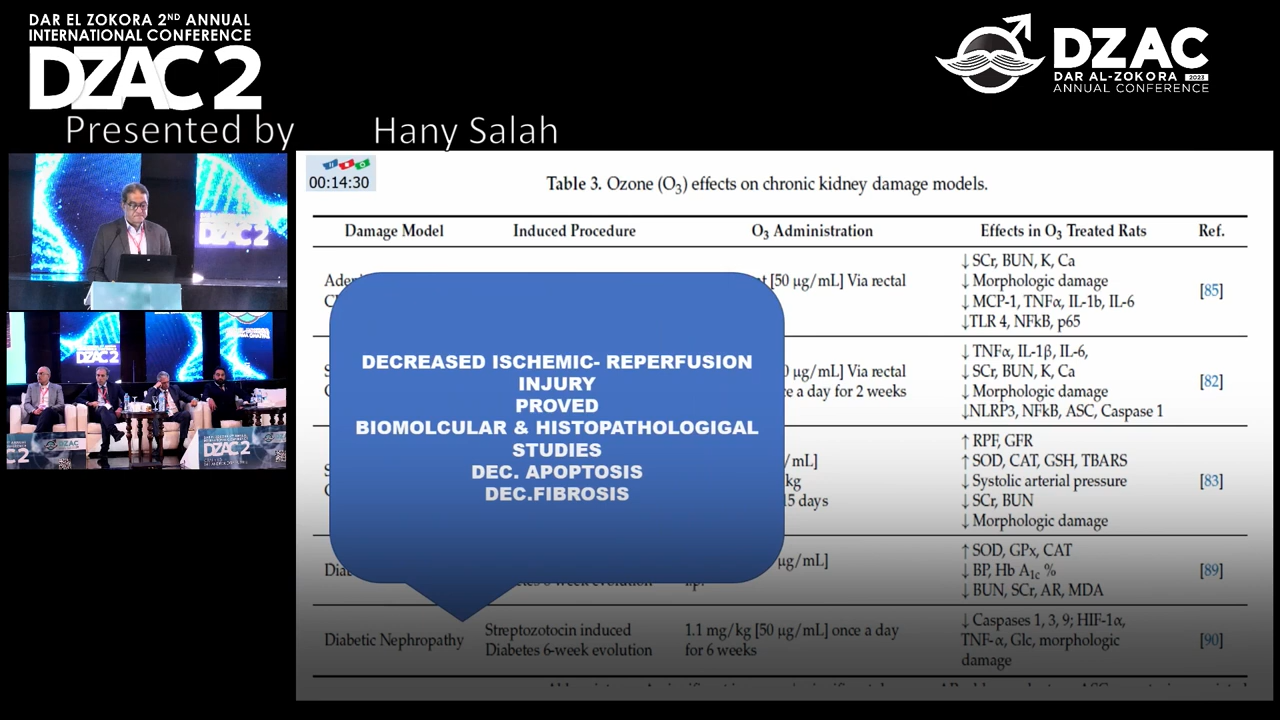 DAR EL ZOKORA 2ND ANNUAL
INTERNATIONAL CONFERENCE
DZAC 2
DZAC
DAR AL-ZOKORA 2023
ANNUAL CONFERENCE
Presented by Hany Salah
00:14:30
Table 3. Ozone (O3) effects on chronic kidney damage models.
Damage Model Induced Procedure O3 Administration Effects in O3 Treated Rats Ref.
[50 µg/mL] Via rectal
↓ SCr, BUN, K, Ca
↓ Morphologic damage
↓ MCP-1, TNFα, IL-1b, IL-6
↓TLR 4, NFkB, p65
[85]
µg/mL] Via rectal
a day for 2 weeks
↓ TNFα, IL-1β, IL-6,
↓ SCr, BUN, K, Ca
↓ Morphologic damage
↓NLRP3, NFkB, ASC, Caspase 1
[82]
15 days
↑ RPF, GFR
↑ SOD, CAT, GSH, TBARS
↓ Systolic arterial pressure
↓ SCr, BUN
↓ Morphologic damage
[83]
µg/mL]
↑ SOD, GPx, CAT
↓ BP, Hb A1c %
↓ BUN, SCr, AR, MDA
[89]
Diabetic Nephropathy
Streptozotocin induced
Diabetes 6-week evolution
1.1 mg/kg [50 µg/mL] once a day
for 6 weeks
↓ Caspases 1, 3, 9; HIF-1α,
TNF-α, Glc, morphologic
damage
[90]
DECREASED ISCHEMIC- REPERFUSION
INJURY
PROVED
BIOMOLCULAR & HISTOPATHOLOGIGAL
STUDIES
DEC. APOPTOSIS
DEC.FIBROSIS
DZAC 2
DZAC 2
DZAC 2